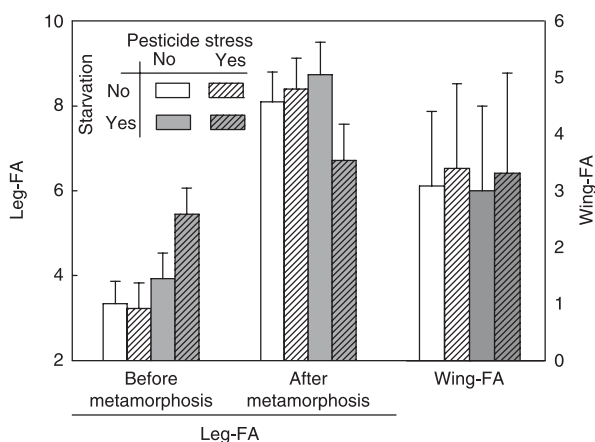 10
8
6
4
2
Leg-FA
Pesticide stress
No Yes
Starvation
No
Yes
6
5
4
3
2
1
0
Wing-FA
Before
metamorphosis
After
metamorphosis
Wing-FA
Leg-FA